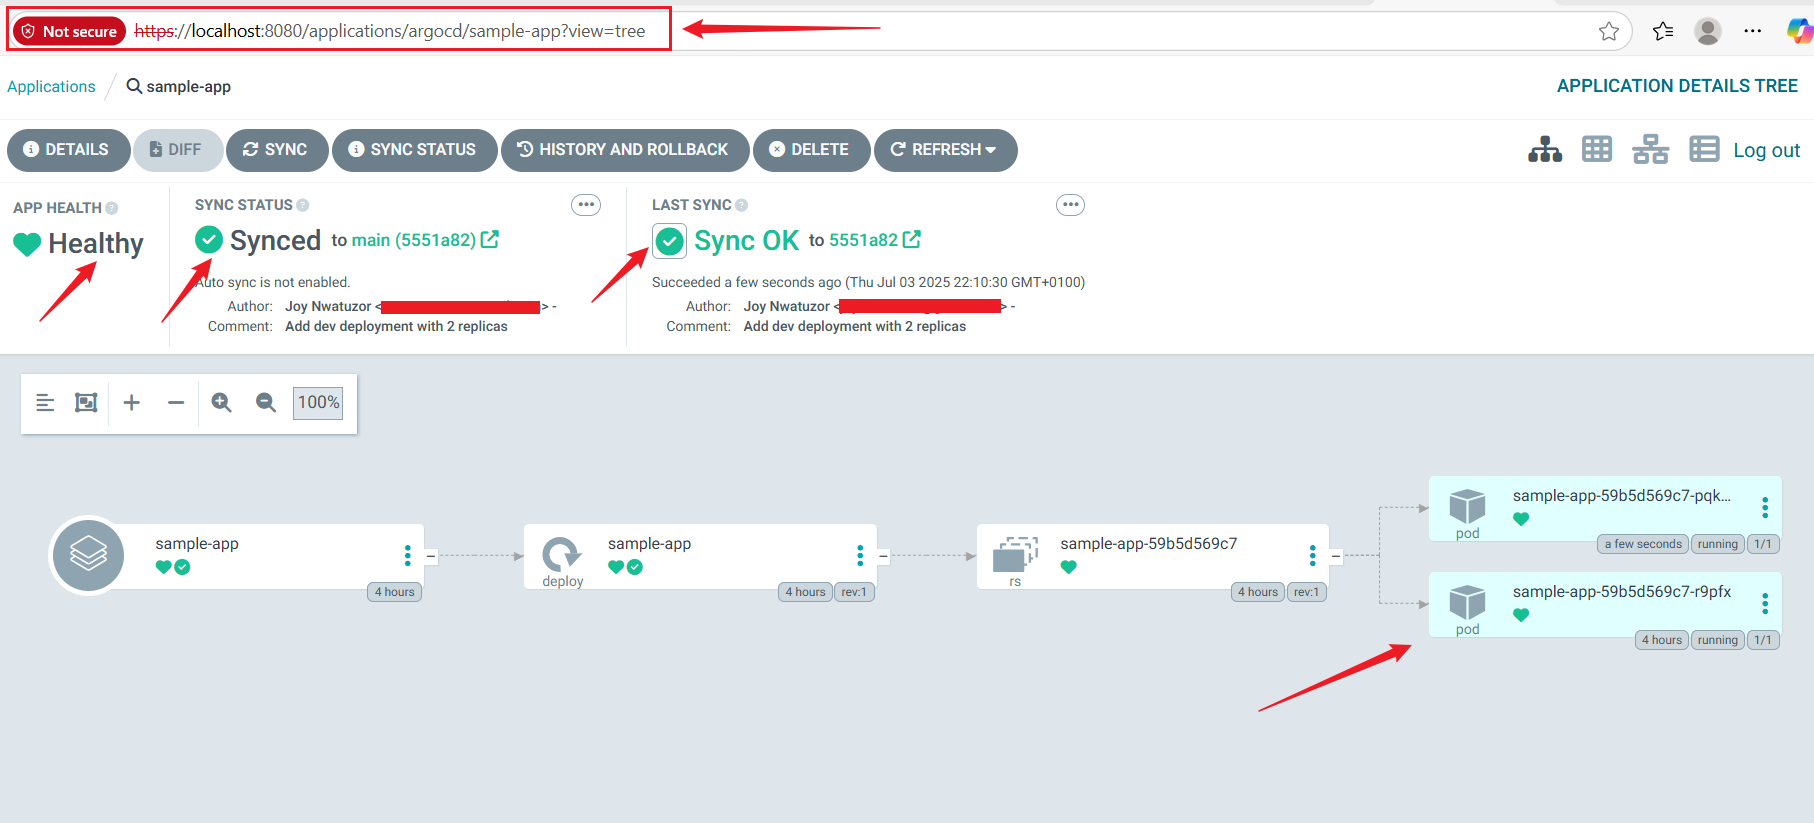 Not secure https://localhost:8080/applications/argocd/sample-app?view=tree
Applications / sample-app
APPLICATION DETAILS TREE
DETAILS DIFF SYNC SYNC STATUS HISTORY AND ROLLBACK DELETE REFRESH Log out
APP HEALTH
Healthy
SYNC STATUS
Synced to main (5551a82)
Auto sync is not enabled.
Author: Joy Nwatuzor < > -
Comment: Add dev deployment with 2 replicas
LAST SYNC
Sync OK to 5551a82
Succeeded a few seconds ago (Thu Jul 03 2025 22:10:30 GMT+0100)
Author: Joy Nwatuzor < > -
Comment: Add dev deployment with 2 replicas
100%
sample-app
4 hours
sample-app
deploy
4 hours rev:1
sample-app-59b5d569c7
rs
4 hours rev:1
sample-app-59b5d569c7-pqk...
pod
a few seconds running 1/1
sample-app-59b5d569c7-r9pfx
pod
4 hours running 1/1